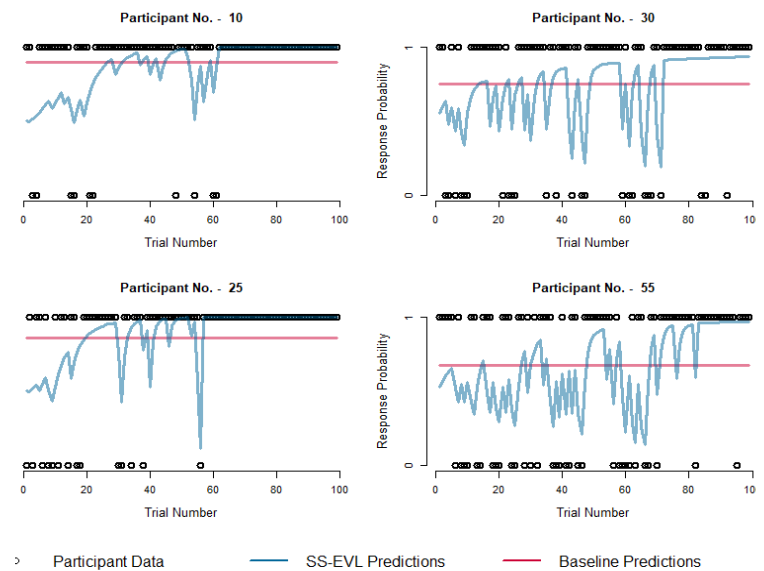 Participant No. - 10
0 20 40 60 80 100
Trial Number
Participant No. - 30
Response Probability
1
0
0 20 40 60 80 10
Trial Number
Participant No. - 25
0 20 40 60 80 100
Trial Number
Participant No. - 55
Response Probability
1
0
0 20 40 60 80 10
Trial Number
Participant Data SS-EVL Predictions Baseline Predictions